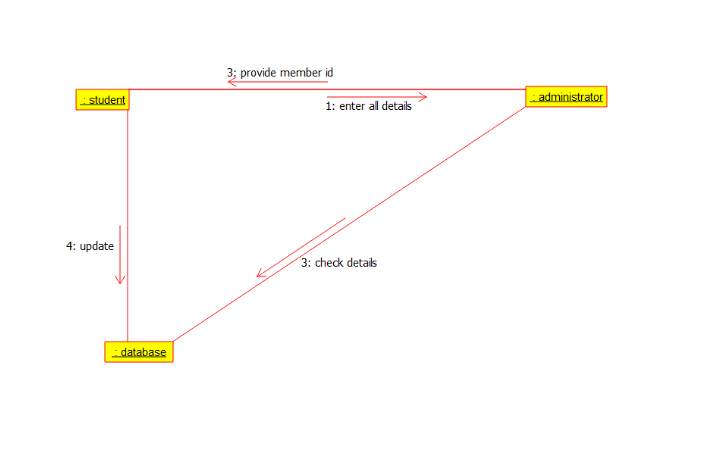 3: provide member id
: student
: administrator
1: enter all details
4: update
3: check details
: database